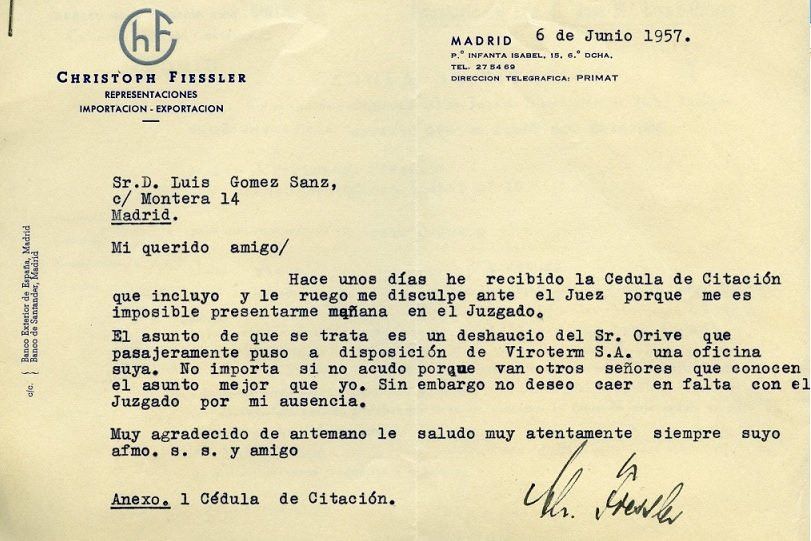 ChF
CHRISTOPH FIESSLER
REPRESENTACIONES
IMPORTACION - EXPORTACION
MADRID 6 de Junio 1957.
P.º INFANTA ISABEL, 15, 6.º DCHA.
TEL. 27 54 69
DIRECCION TELEGRAFICA: PRIMAT
c/c. { Banco Exterior de España, Madrid
Banco de Santander, Madrid
Sr.D. Luis Gomez Sanz,
c/ Montera 14
Madrid.
Mi querido amigo/
Hace unos días he recibido la Cedula de Citación
que incluyo y le ruego me disculpe ante el Juez porque me es
imposible presentarme mañana en el Juzgado.
El asunto de que se trata es un deshaucio del Sr. Orive que
pasajeramente puso a disposición de Viroterm S.A. una oficina
suya. No importa si no acudo porque van otros señores que conocen
el asunto mejor que yo. Sin embargo no deseo caer en falta con el
Juzgado por mi ausencia.
Muy agradecido de antemano le saludo muy atentamente siempre suyo
afmo. s. s. y amigo
Anexo. 1 Cédula de Citación.
Chr. Fiessler